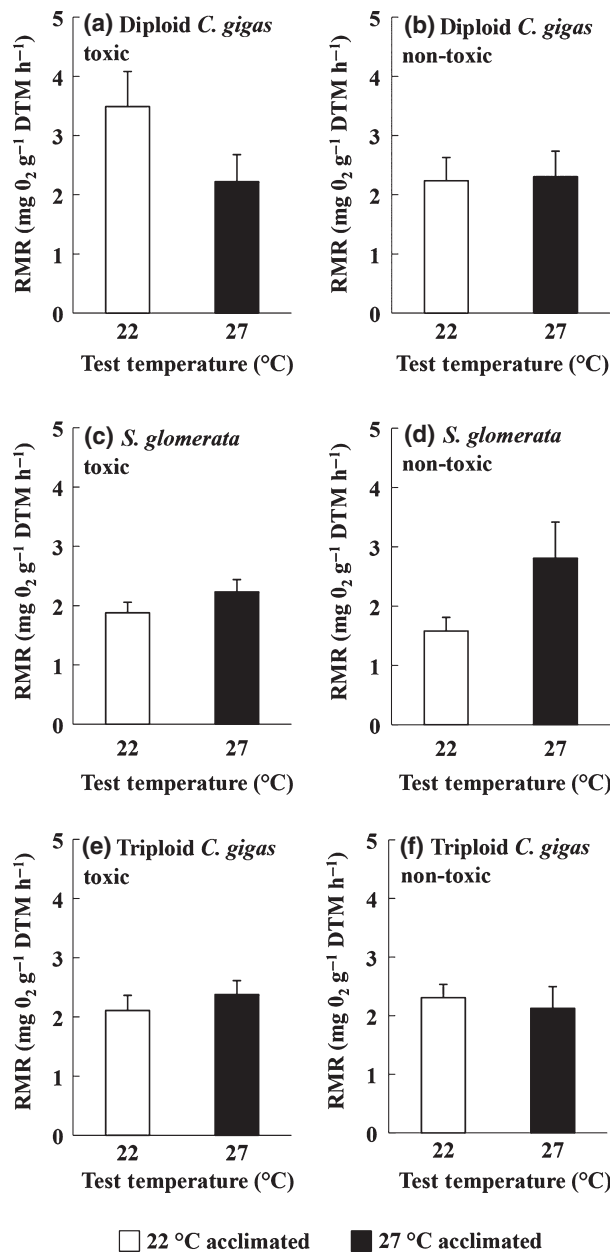 (a) Diploid C. gigas
toxic
5
4
3
2
1
0
RMR (mg 0₂ g⁻¹ DTM h⁻¹)
22 27
Test temperature (°C)
(b) Diploid C. gigas
non-toxic
5
4
3
2
1
0
RMR (mg 0₂ g⁻¹ DTM h⁻¹)
22 27
Test temperature (°C)
(c) S. glomerata
toxic
5
4
3
2
1
0
RMR (mg 0₂ g⁻¹ DTM h⁻¹)
22 27
Test temperature (°C)
(d) S. glomerata
non-toxic
5
4
3
2
1
0
RMR (mg 0₂ g⁻¹ DTM h⁻¹)
22 27
Test temperature (°C)
(e) Triploid C. gigas
toxic
5
4
3
2
1
0
RMR (mg 0₂ g⁻¹ DTM h⁻¹)
22 27
Test temperature (°C)
(f) Triploid C. gigas
non-toxic
5
4
3
2
1
0
RMR (mg 0₂ g⁻¹ DTM h⁻¹)
22 27
Test temperature (°C)
22 °C acclimated 27 °C acclimated